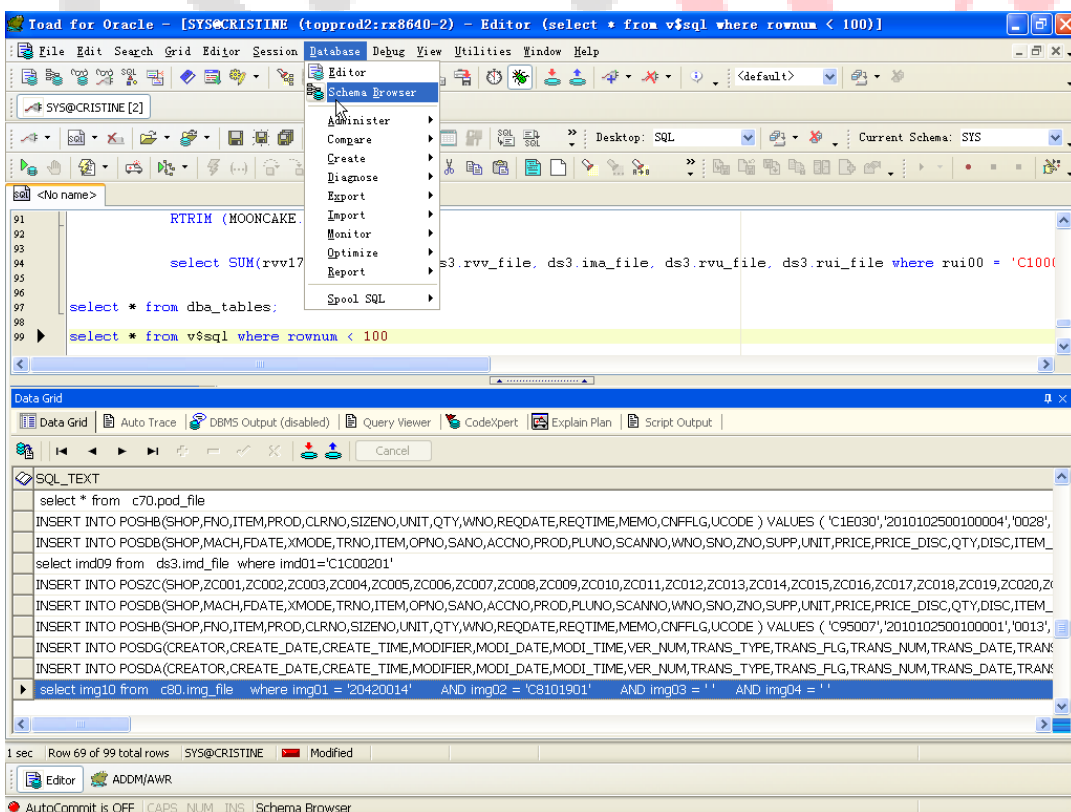 Toad for Oracle - [SYS@CRISTINE (topprod2:rx8640-2) - Editor (select * from v$sql where rownum < 100)]
File Edit Search Grid Editor Session Database Debug View Utilities Window Help
<default>
SYS@CRISTINE [2]
Desktop: SQL
Current Schema: SYS
Editor
Schema Browser
Administer
Compare
Create
Diagnose
Export
Import
Monitor
Optimize
Report
Spool SQL
<No name>
91 RTRIM (MOONCAKE.
92
93
94 select SUM(rvv17 s3.rvv_file, ds3.ima_file, ds3.rvu_file, ds3.rui_file where rui00 = 'C100
95
96
97 select * from dba_tables;
98
99 select * from v$sql where rownum < 100
Data Grid
Data Grid Auto Trace DBMS Output (disabled) Query Viewer CodeXpert Explain Plan Script Output
Cancel
SQL_TEXT
select * from c70.pod_file
INSERT INTO POSHB(SHOP,FNO,ITEM,PROD,CLRNO,SIZENO,UNIT,QTY,WNO,REQDATE,REQTIME,MEMO,CNFFLG,UCODE ) VALUES ( 'C1E030','2010102500100004','0028',
INSERT INTO POSDB(SHOP,MACH,FDATE,XMODE,TRNO,ITEM,OPNO,SANO,ACCNO,PROD,PLUNO,SCANNO,WNO,SNO,ZNO,SUPP,UNIT,PRICE,PRICE_DISC,QTY,DISC,ITEM_
select imd09 from ds3.imd_file where imd01='C1C00201'
INSERT INTO POSZC(SHOP,ZC001,ZC002,ZC003,ZC004,ZC005,ZC006,ZC007,ZC008,ZC009,ZC010,ZC011,ZC012,ZC013,ZC014,ZC015,ZC016,ZC017,ZC018,ZC019,ZC020,Z
INSERT INTO POSDB(SHOP,MACH,FDATE,XMODE,TRNO,ITEM,OPNO,SANO,ACCNO,PROD,PLUNO,SCANNO,WNO,SNO,ZNO,SUPP,UNIT,PRICE,PRICE_DISC,QTY,DISC,ITEM_
INSERT INTO POSHB(SHOP,FNO,ITEM,PROD,CLRNO,SIZENO,UNIT,QTY,WNO,REQDATE,REQTIME,MEMO,CNFFLG,UCODE ) VALUES ( 'C95007','2010102500100001','0013',
INSERT INTO POSDG(CREATOR,CREATE_DATE,CREATE_TIME,MODIFIER,MODI_DATE,MODI_TIME,VER_NUM,TRANS_TYPE,TRANS_FLG,TRANS_NUM,TRANS_DATE,TRANS
INSERT INTO POSDA(CREATOR,CREATE_DATE,CREATE_TIME,MODIFIER,MODI_DATE,MODI_TIME,VER_NUM,TRANS_TYPE,TRANS_FLG,TRANS_NUM,TRANS_DATE,TRANS
select img10 from c80.img_file where img01 = '20420014' AND img02 = 'C8101901' AND img03 = ' ' AND img04 = ' '
1 sec Row 69 of 99 total rows SYS@CRISTINE Modified
Editor ADDM/AWR
AutoCommit is OFF CAPS NUM INS Schema Browser